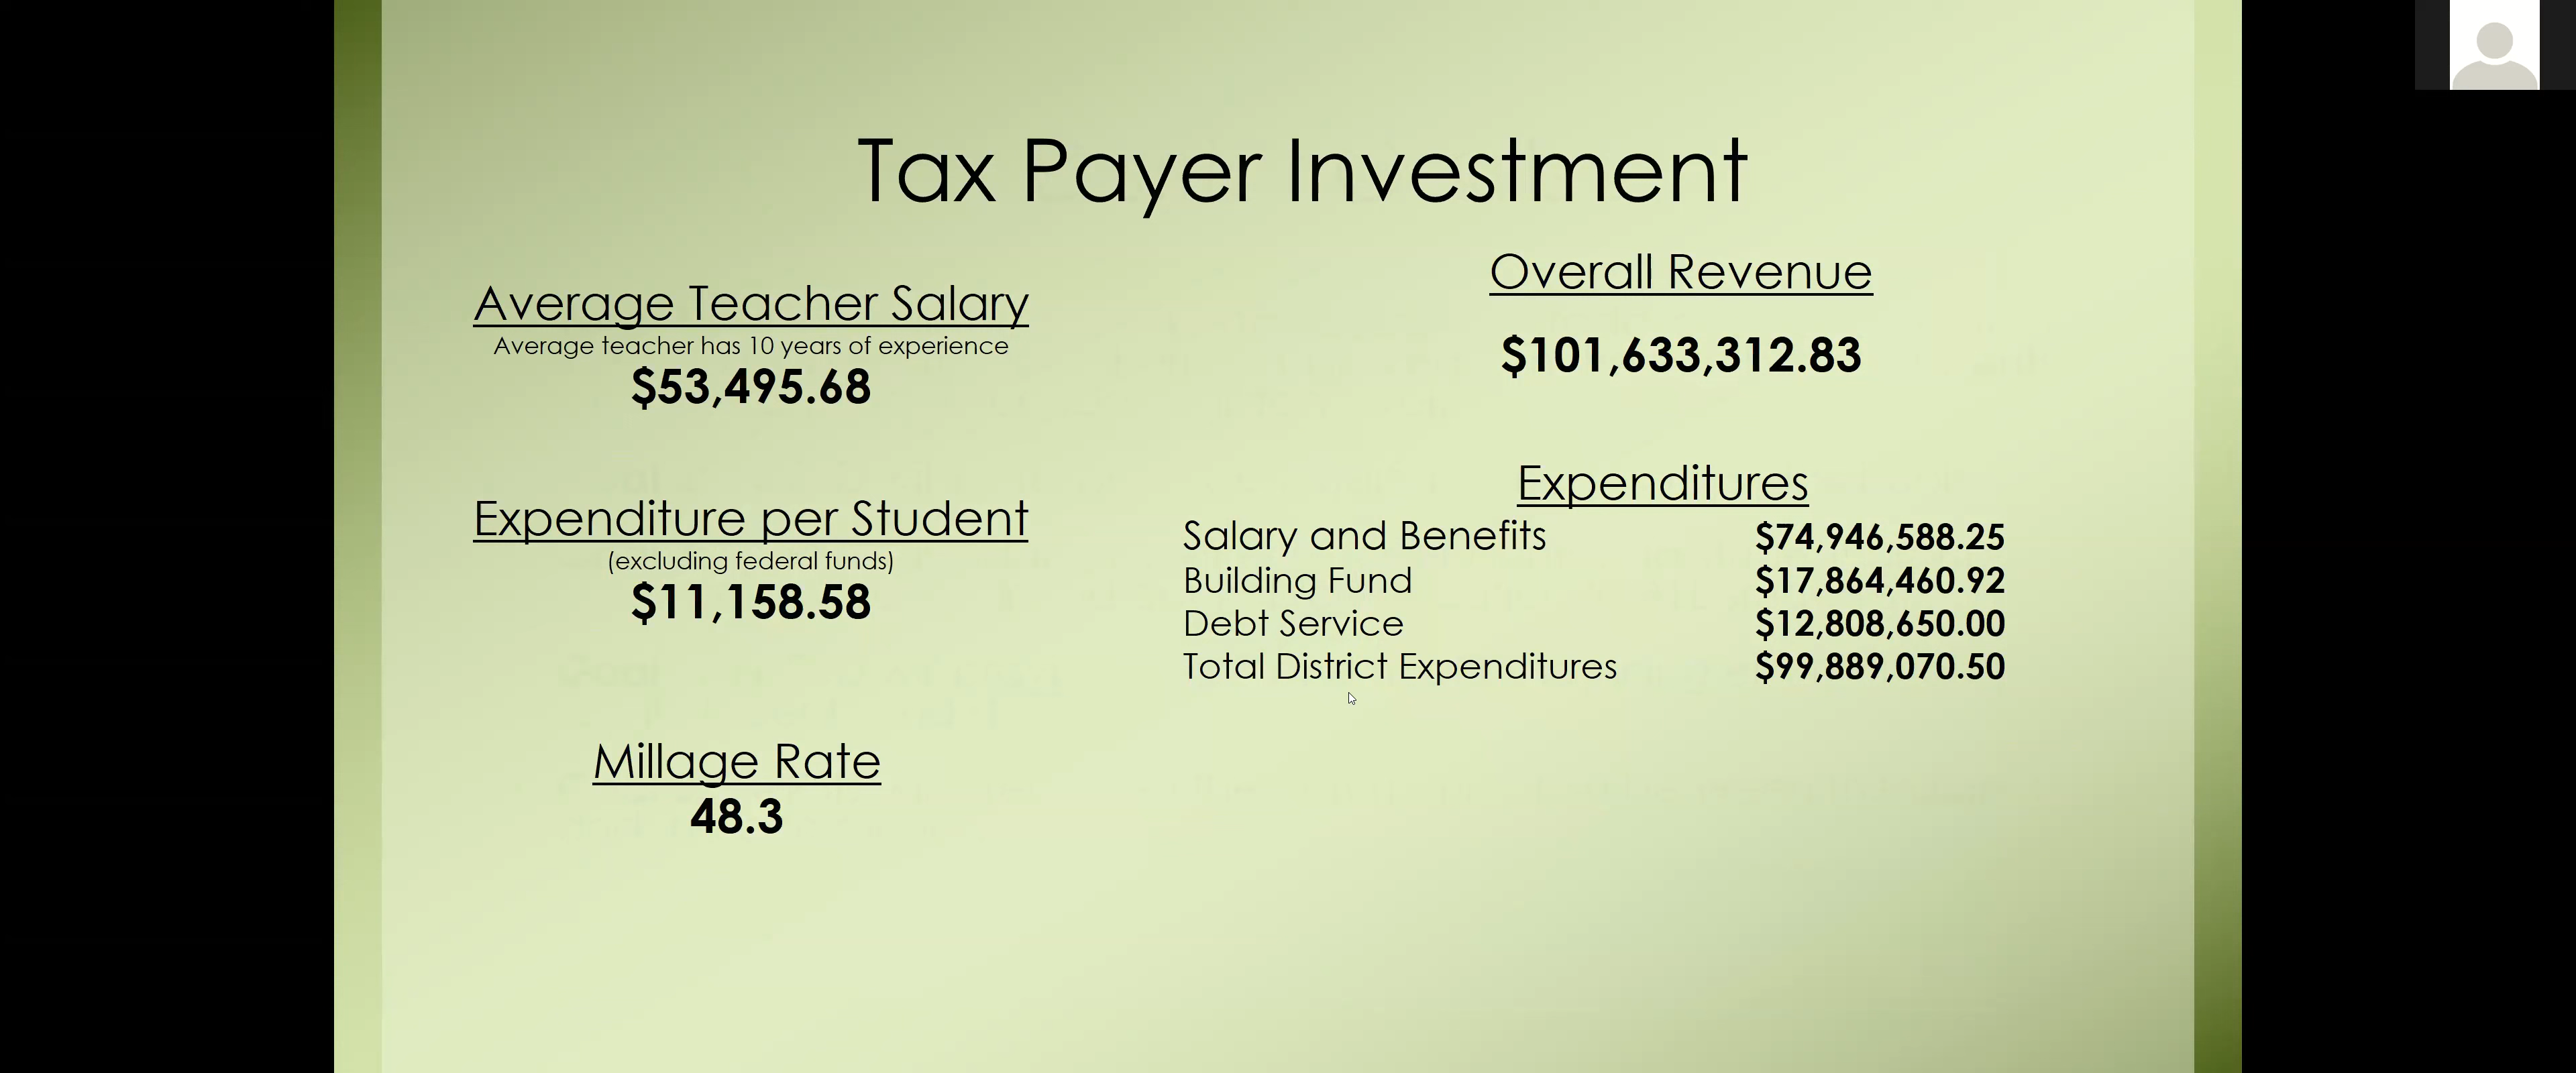 Tax Payer Investment
Average Teacher Salary
Average teacher has 10 years of experience
$53,495.68
Expenditure per Student
(excluding federal funds)
$11,158.58
Millage Rate
48.3
Overall Revenue
$101,633,312.83
Expenditures
Salary and Benefits $74,946,588.25
Building Fund $17,864,460.92
Debt Service $12,808,650.00
Total District Expenditures $99,889,070.50